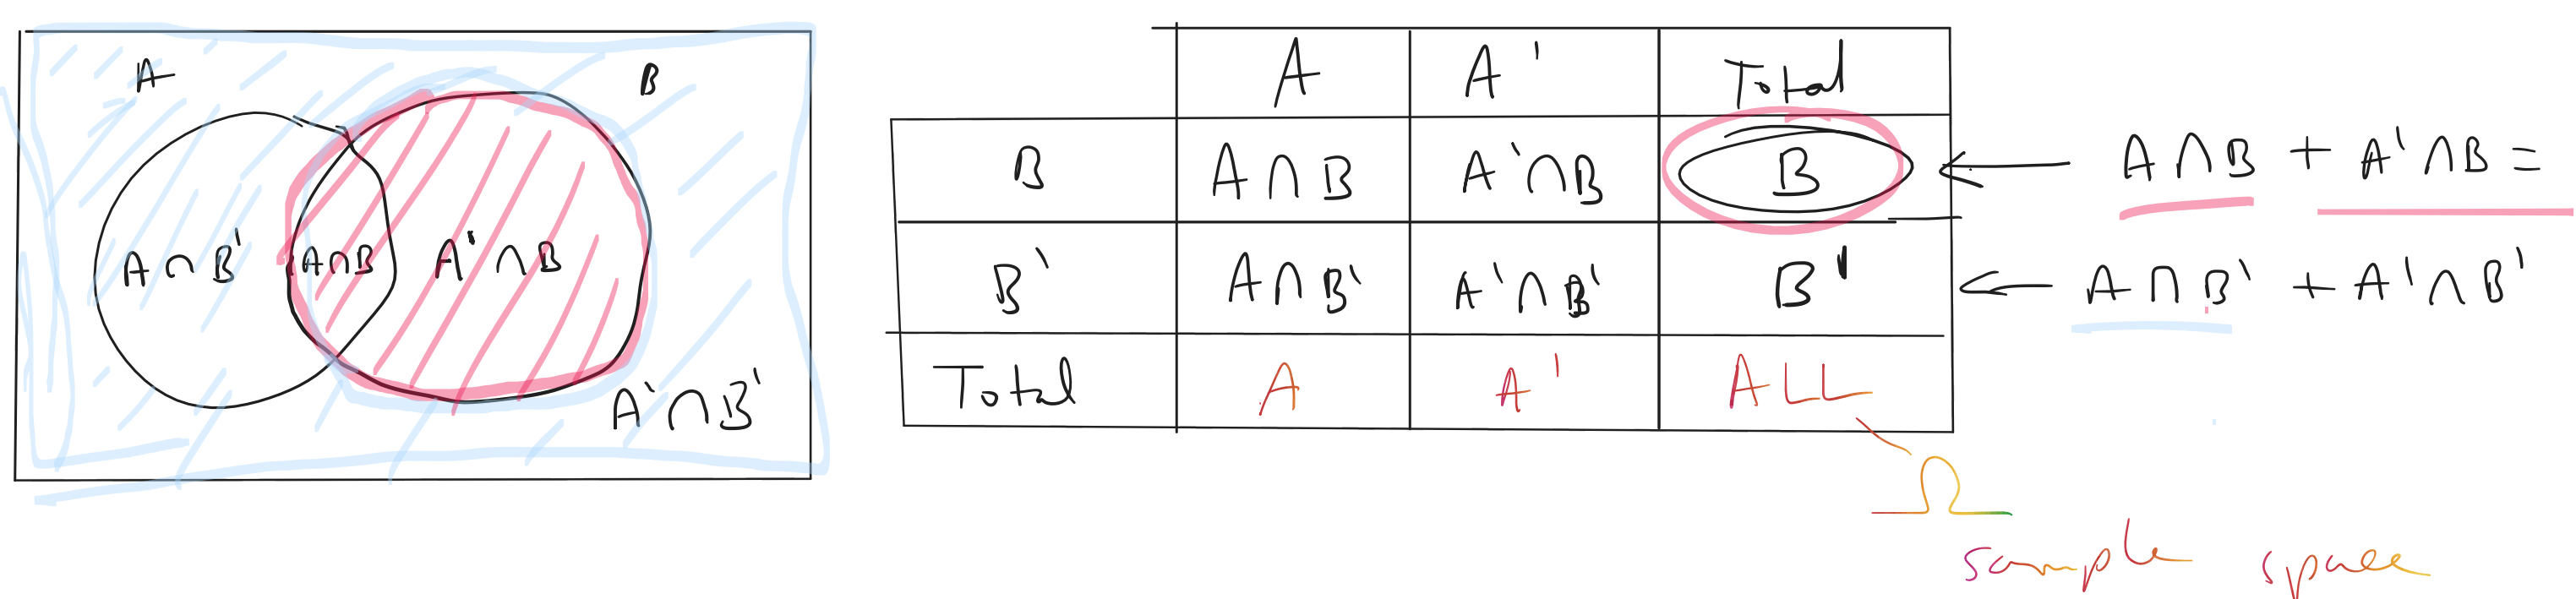 A B
A ∩ B' A ∩ B A' ∩ B
A' ∩ B'
A A' Total
B A ∩ B A' ∩ B B ← A ∩ B + A' ∩ B =
B' A ∩ B' A' ∩ B' B' ← A ∩ B' + A' ∩ B'
Total A A' ALL
Ω
sample space